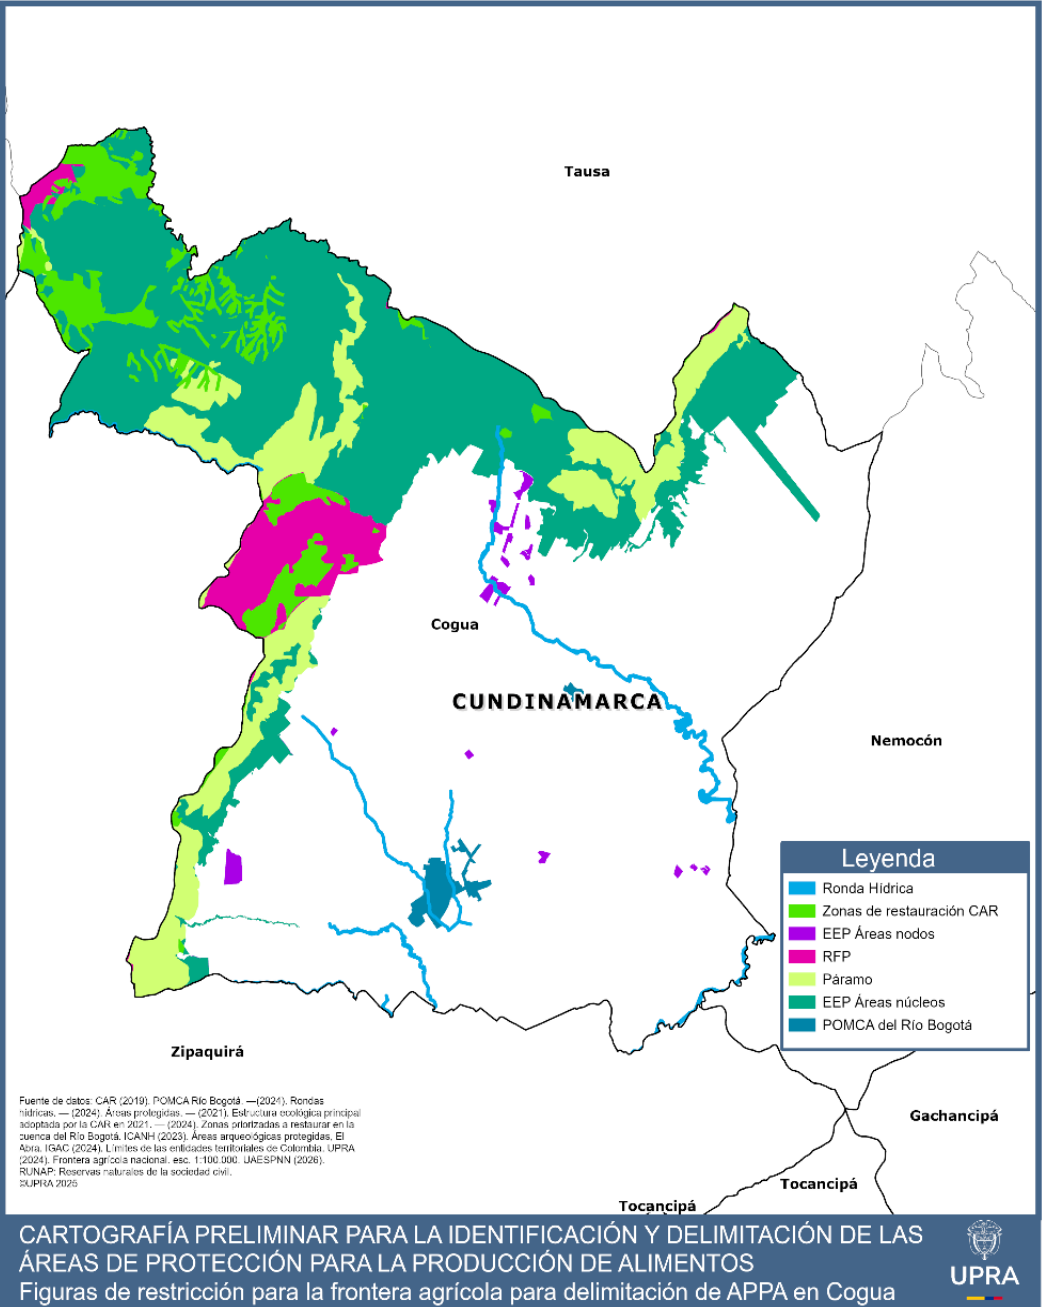 Tausa
Cogua
CUNDINAMARCA
Nemocón
Leyenda
Ronda Hídrica
Zonas de restauración CAR
EEP Áreas nodos
RFP
Páramo
EEP Áreas núcleos
POMCA del Río Bogotá
Zipaquirá
Gachancipá
Tocancipá
Tocancipá
Fuente de datos: CAR (2019). POMCA Río Bogotá. —(2024). Rondas
hídricas. — (2024). Áreas protegidas. — (2021). Estructura ecológica principal
adoptada por la CAR en 2021. — (2024). Zonas priorizadas a restaurar en la
cuenca del Río Bogotá. ICANH (2023). Áreas arqueológicas protegidas, El
Abra. IGAC (2024). Límites de las entidades territoriales de Colombia. UPRA
(2024). Frontera agrícola nacional. esc. 1:100.000. UAESPNN (2026).
RUNAP: Reservas naturales de la sociedad civil.
©UPRA 2025
CARTOGRAFÍA PRELIMINAR PARA LA IDENTIFICACIÓN Y DELIMITACIÓN DE LAS
ÁREAS DE PROTECCIÓN PARA LA PRODUCCIÓN DE ALIMENTOS
Figuras de restricción para la frontera agrícola para delimitación de APPA en Cogua
UPRA